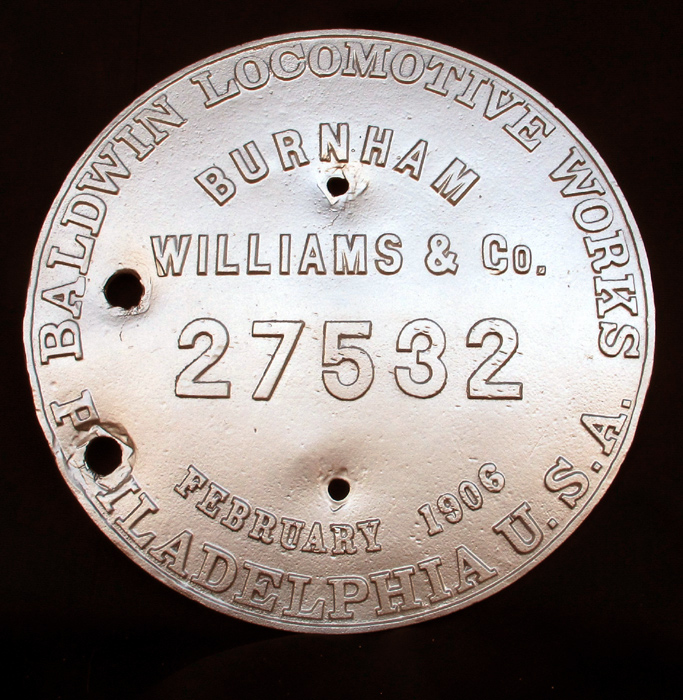 BALDWIN LOCOMOTIVE WORKS
BURNHAM
WILLIAMS & Co.
27532
FEBRUARY 1906
PHILADELPHIA U.S.A.